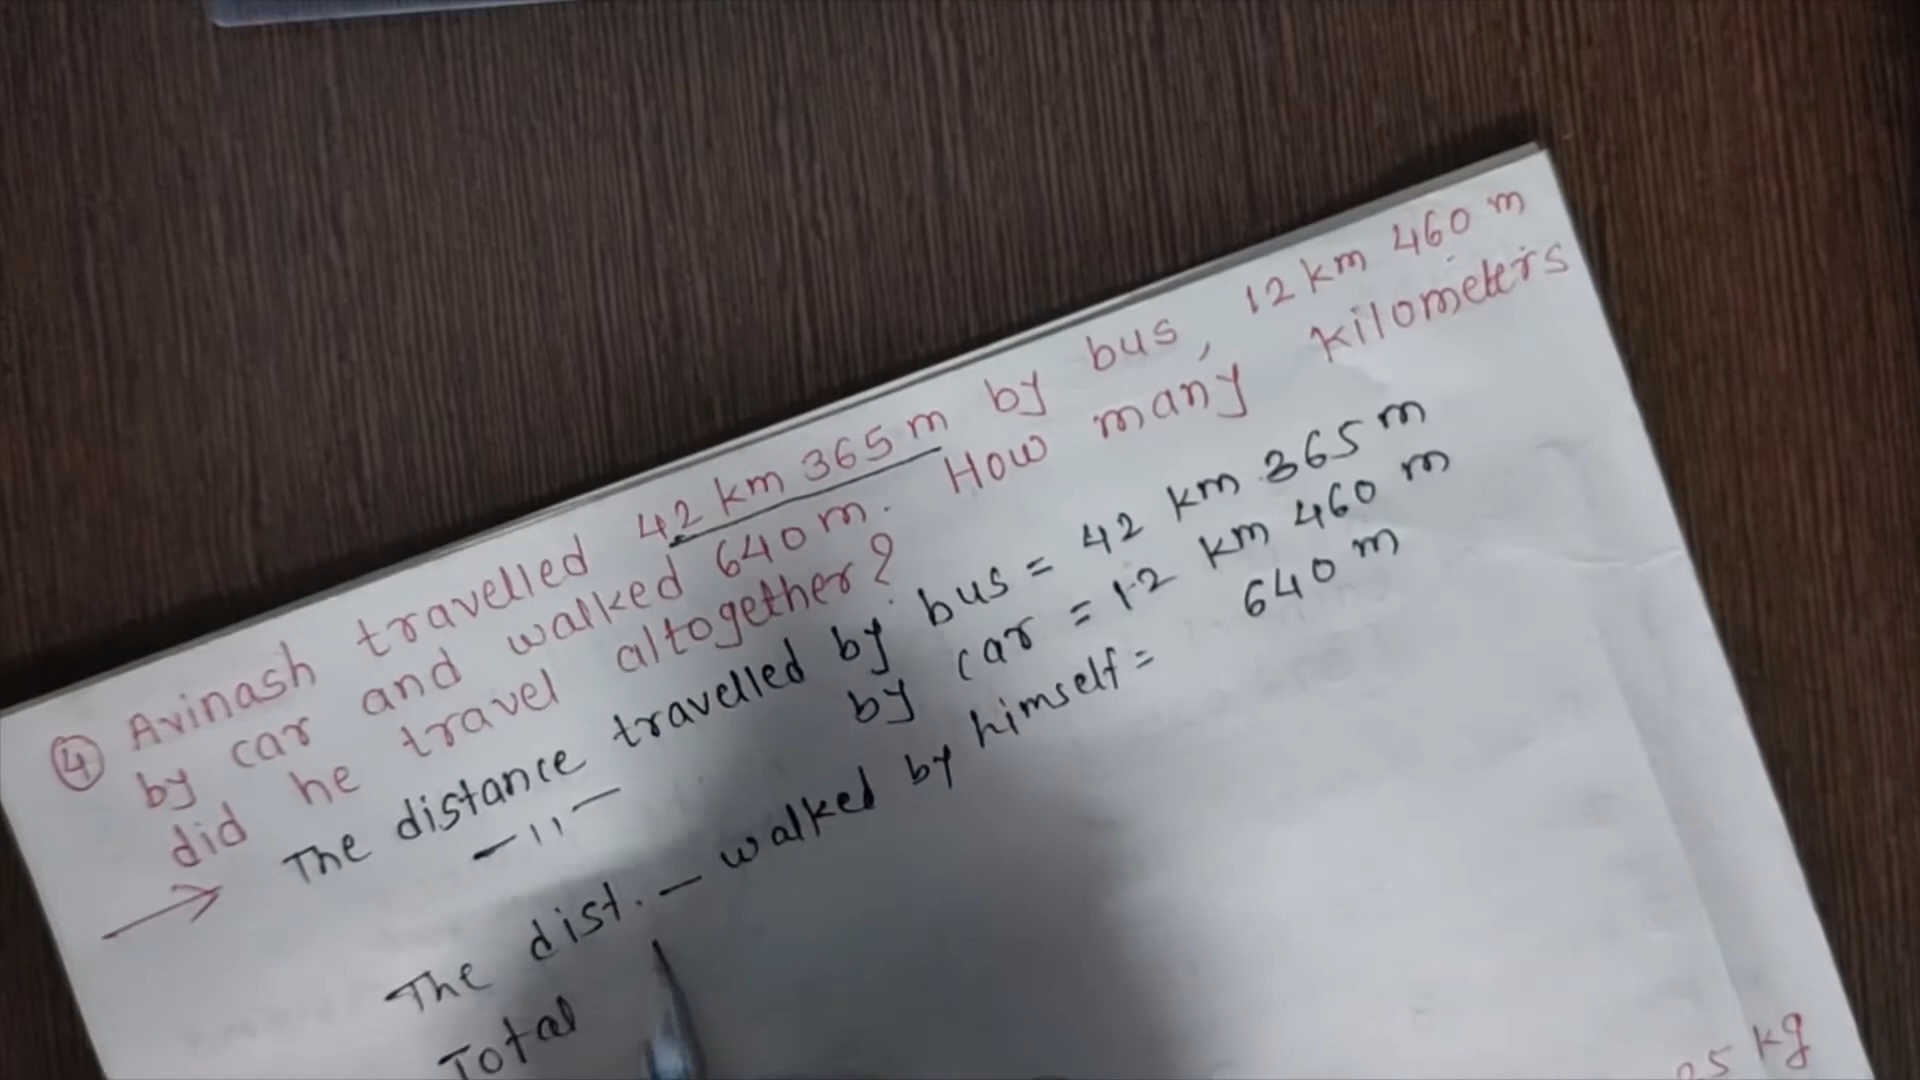 ④ Avinash travelled 42 km 365 m by bus, 12 km 460 m
by car and walked 640 m. How many kilometers
did he travel altogether?
→ The distance travelled by bus = 42 km 365 m
— 11 — by car = 12 km 460 m
The dist. — walked by himself = 640 m
Total
25 kg